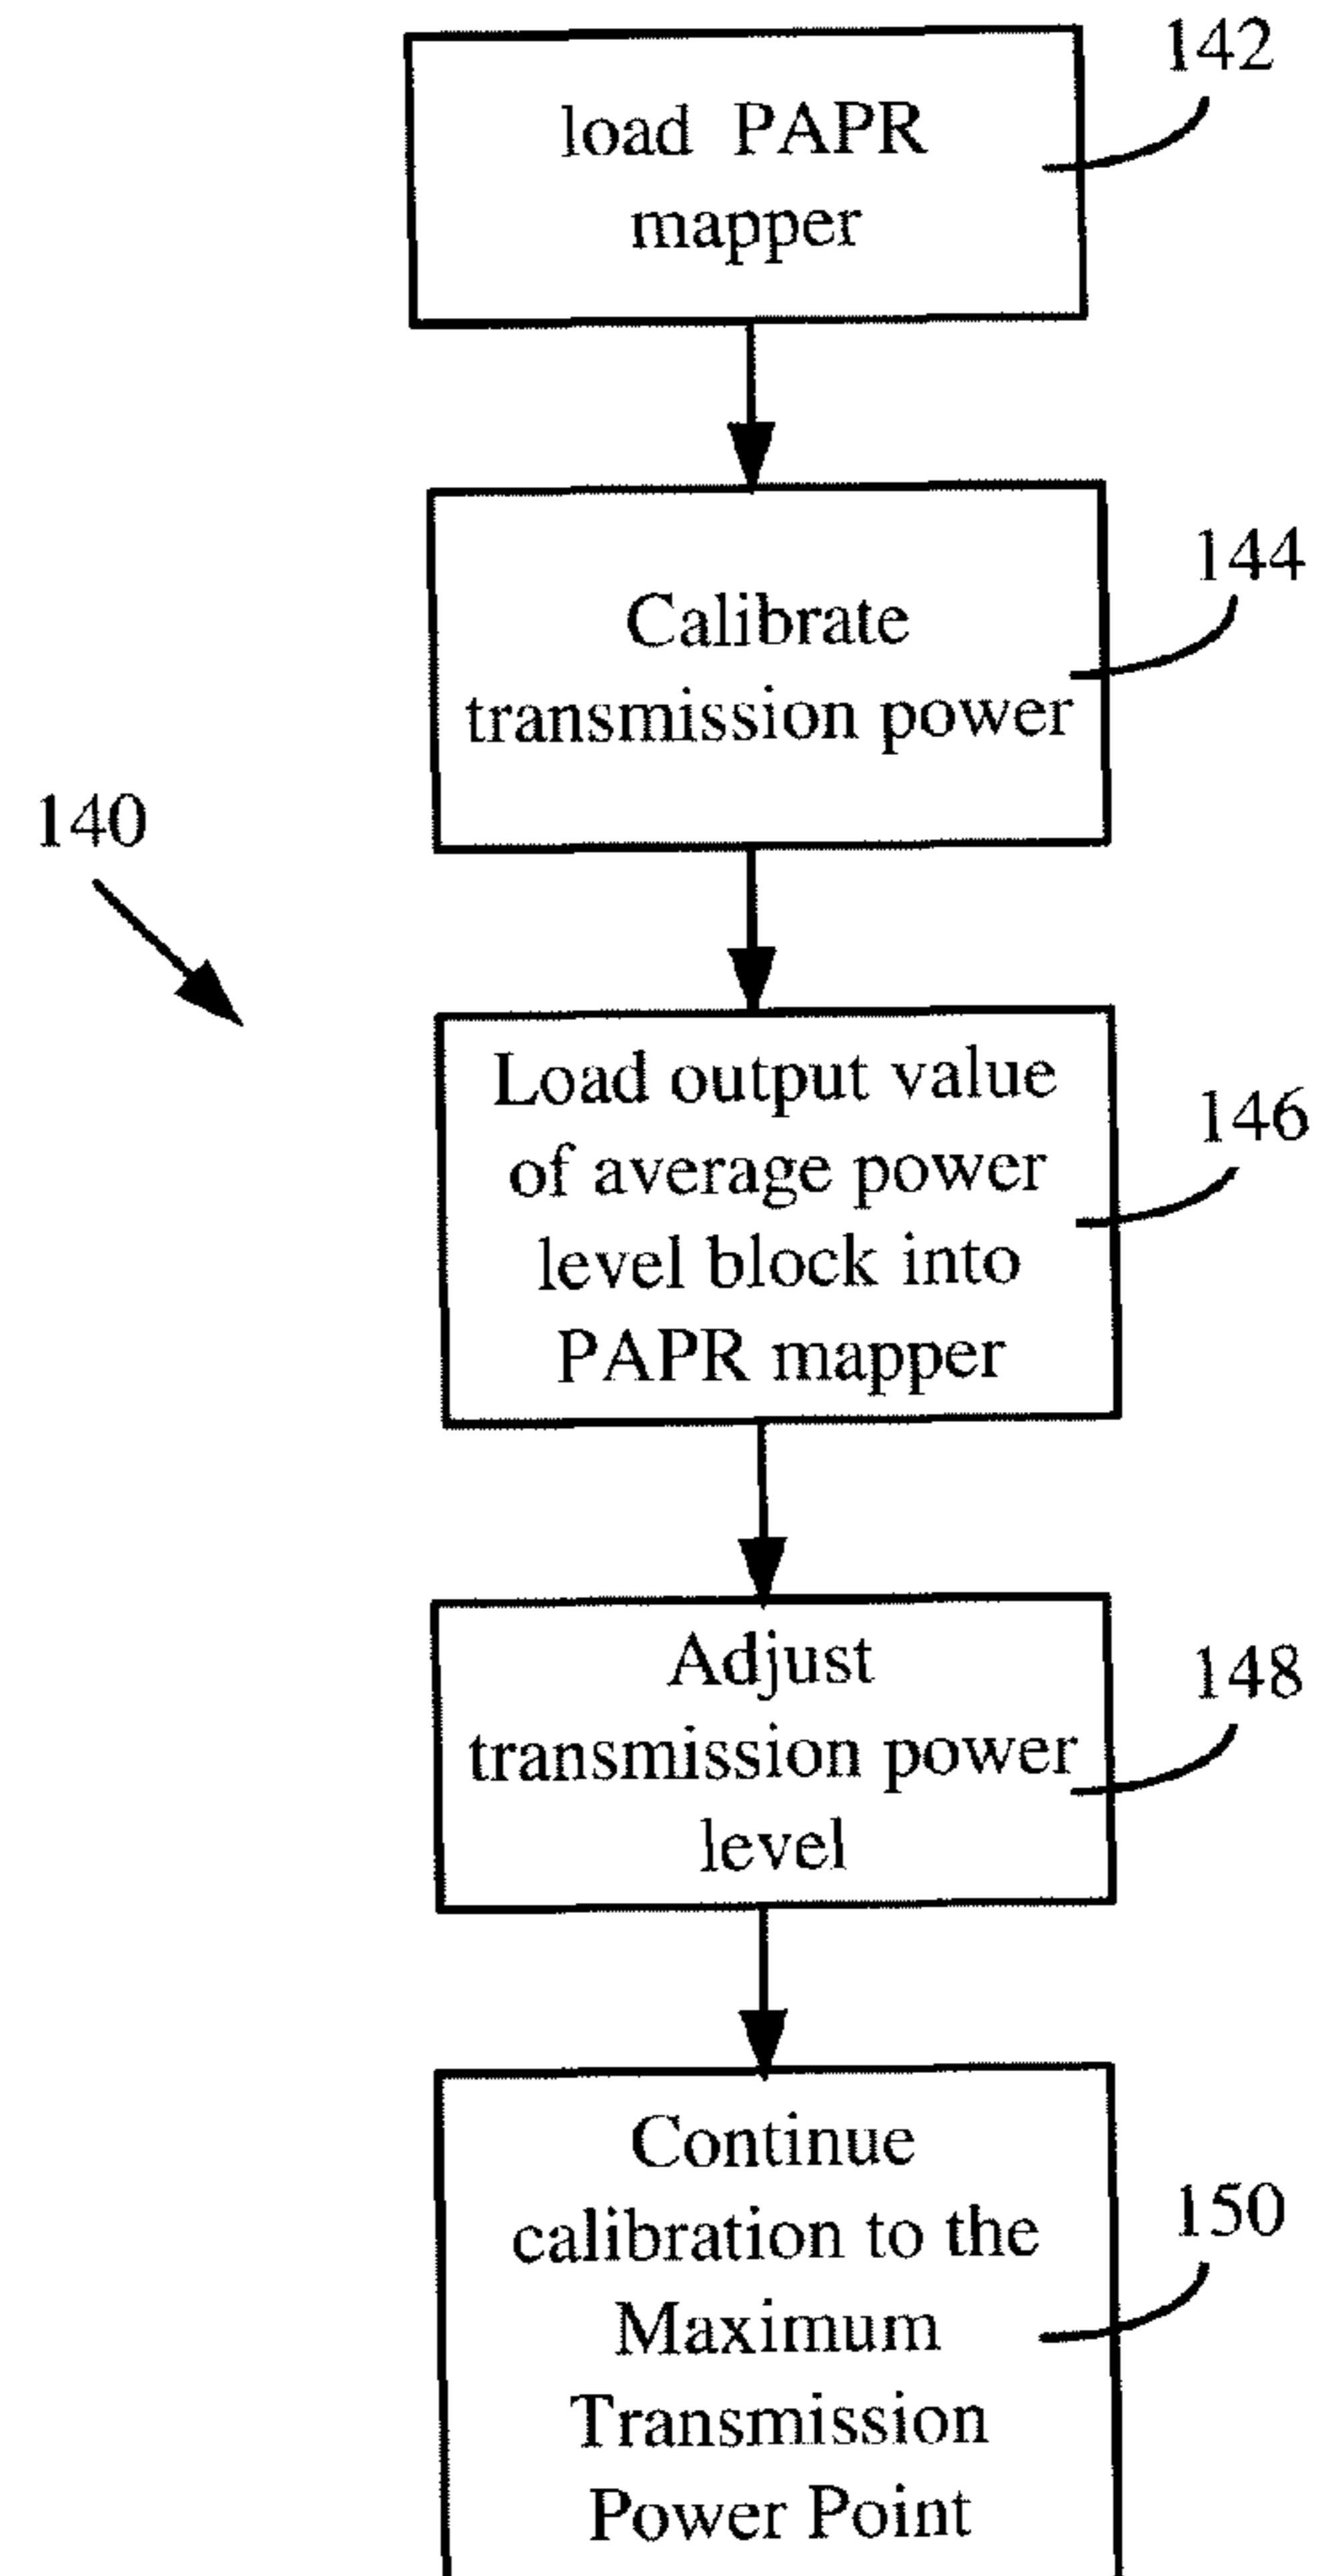 142
load PAPR
mapper
144
Calibrate
transmission power
140
Load output value
of average power
level block into
PAPR mapper
146
Adjust
transmission power
level
148
Continue
calibration to the
Maximum
Transmission
Power Point
150